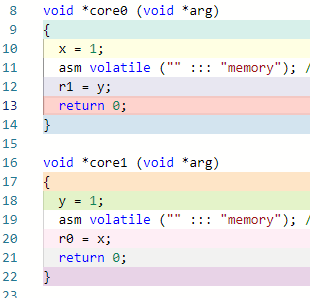 8 void *core0 (void *arg)
9 {
10 x = 1;
11 asm volatile ("" ::: "memory"); /
12 r1 = y;
13 return 0;
14 }
15
16 void *core1 (void *arg)
17 {
18 y = 1;
19 asm volatile ("" ::: "memory"); /
20 r0 = x;
21 return 0;
22 }
23